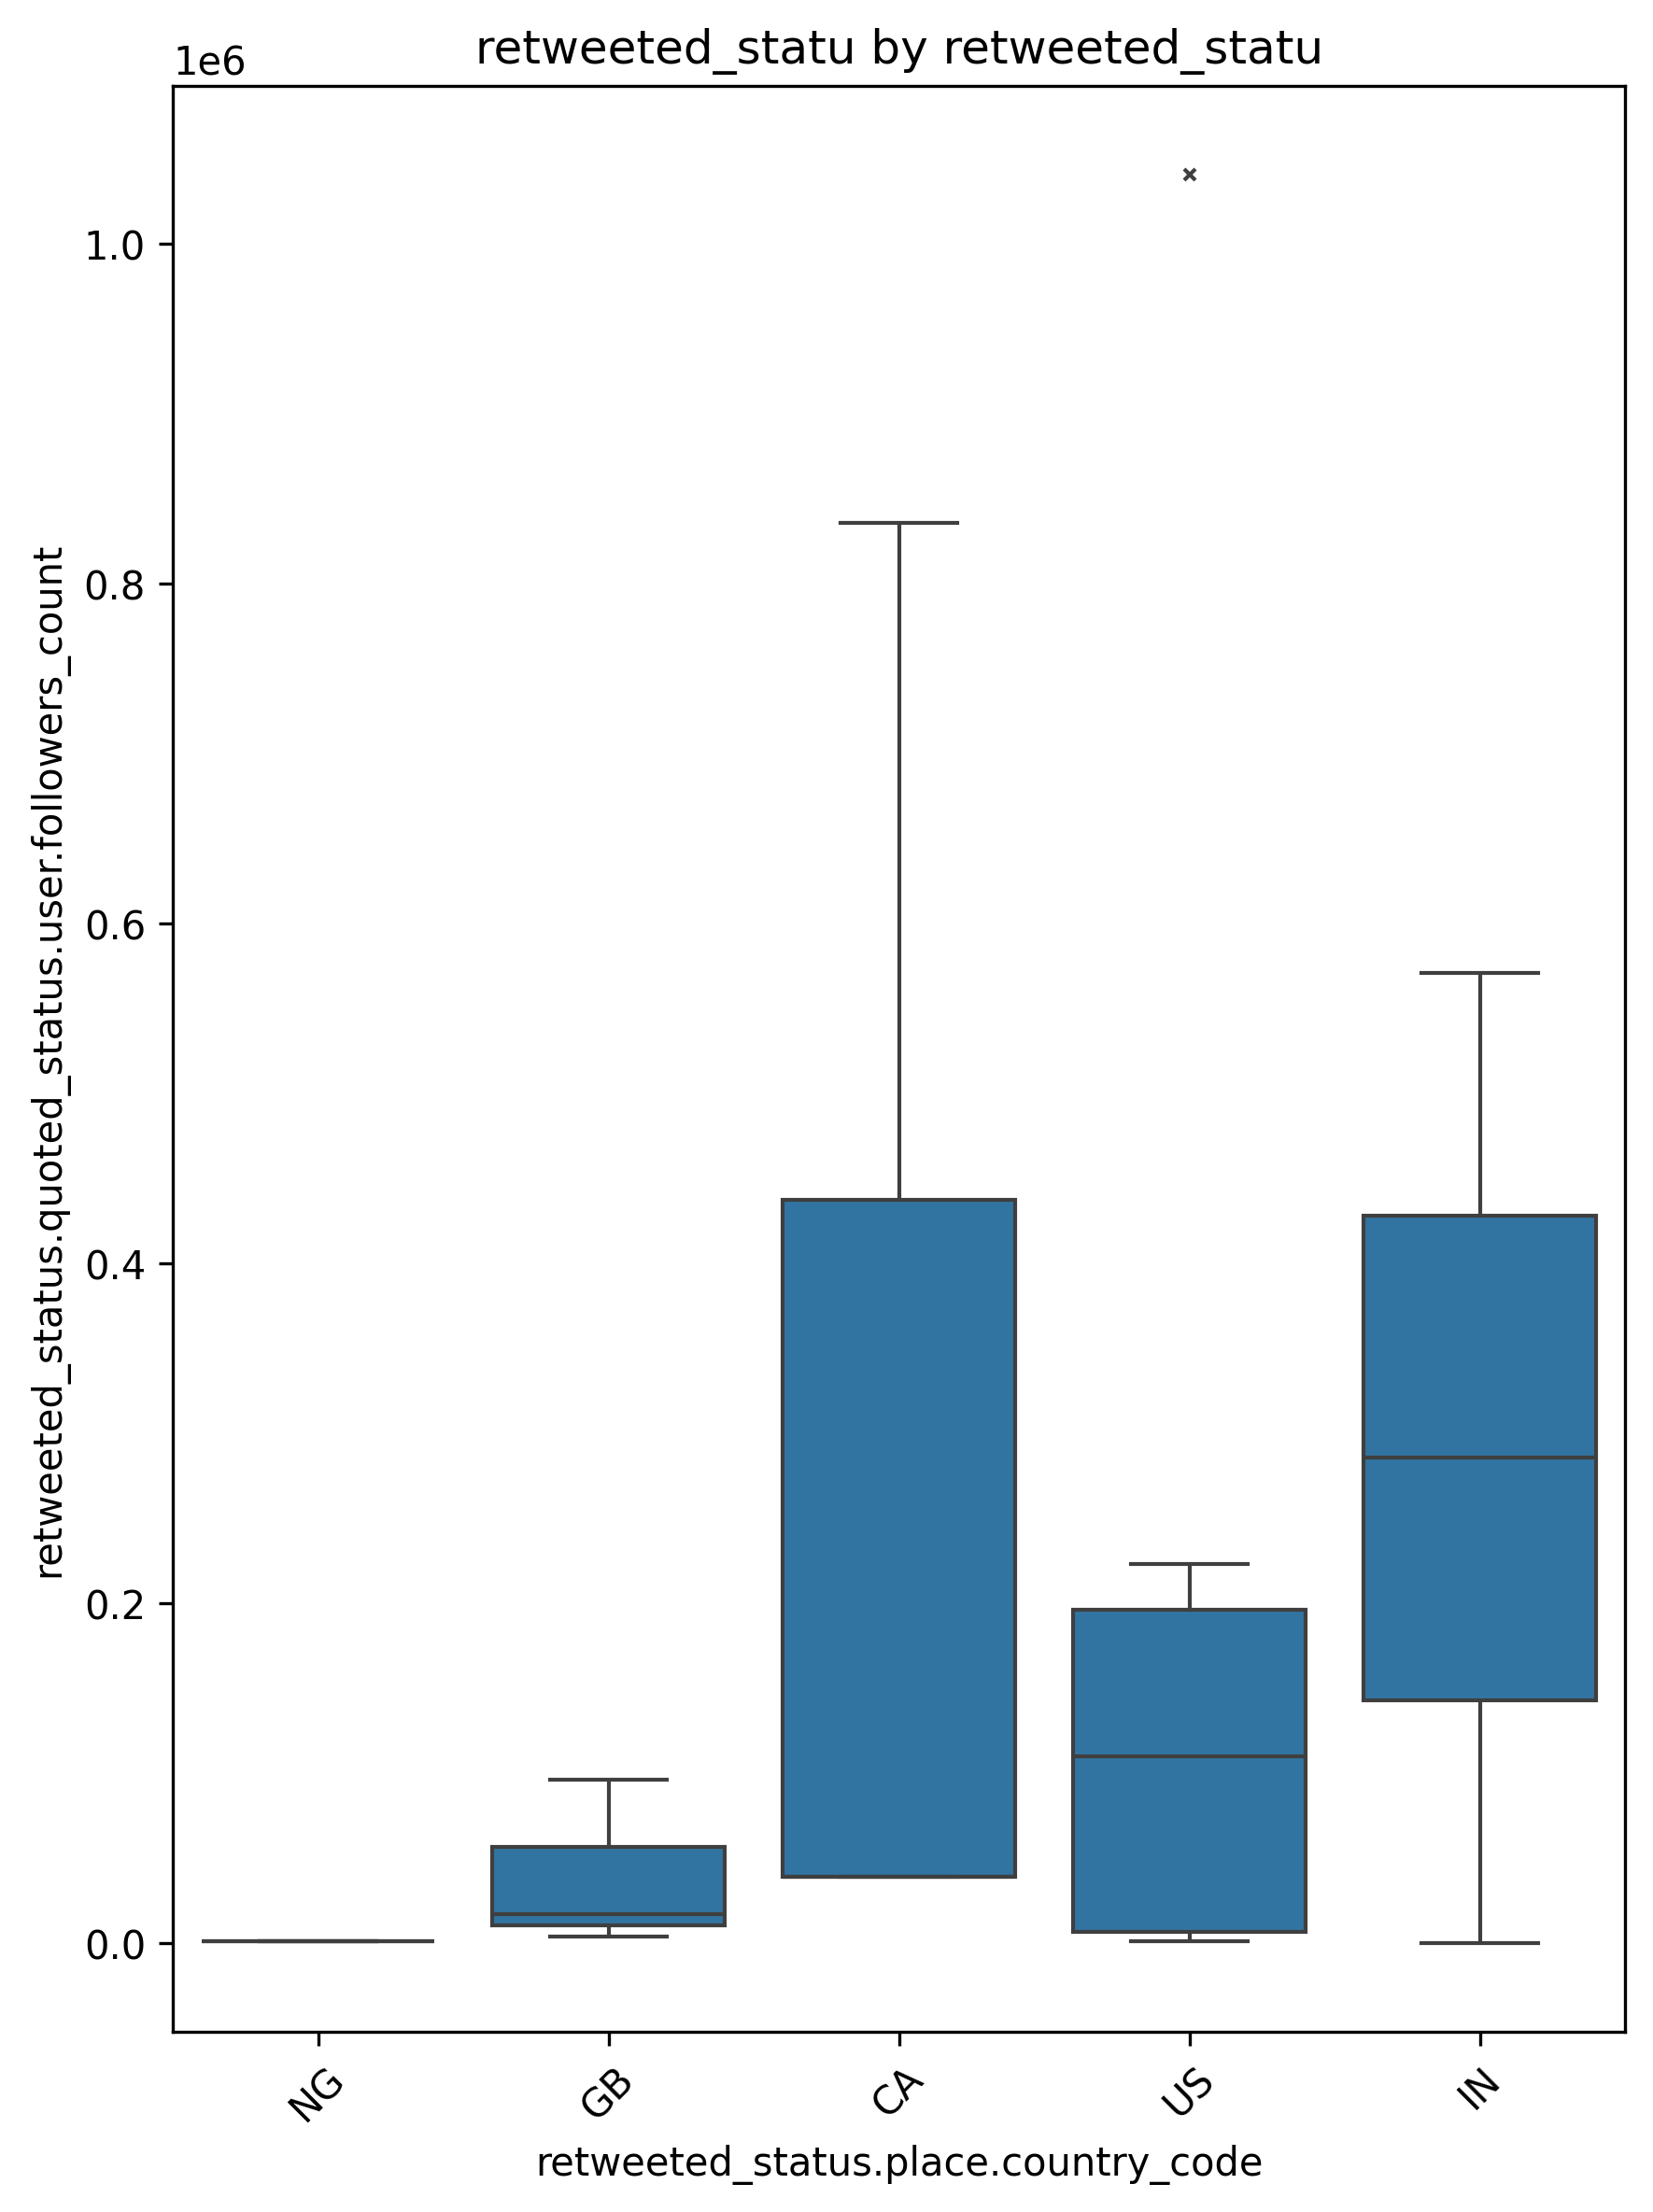 retweeted_statu by retweeted_statu
1e6
1.0
0.8
0.6
0.4
0.2
0.0
retweeted_status.quoted_status.user.followers_count
NG
GB
CA
US
IN
retweeted_status.place.country_code